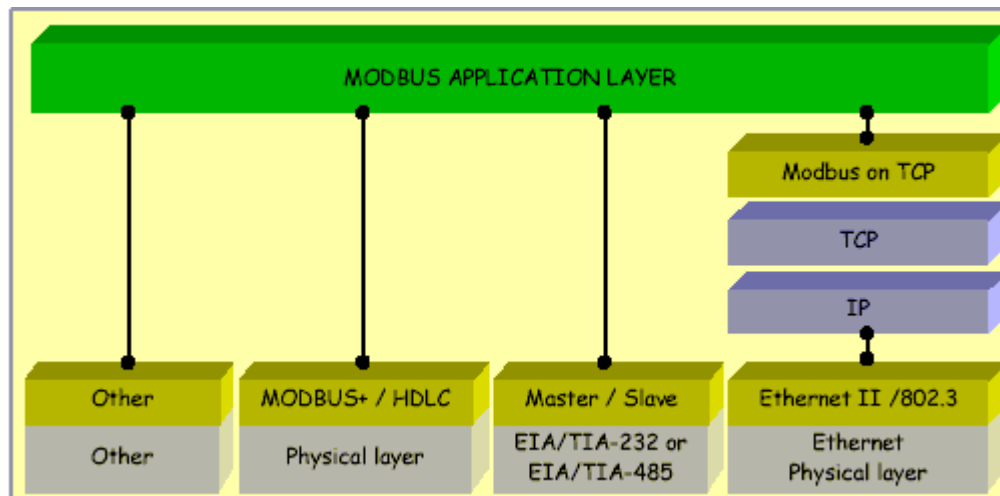 MODBUS APPLICATION LAYER
Modbus on TCP
TCP
IP
Other
MODBUS+ / HDLC
Master / Slave
Ethernet II /802.3
Other
Physical layer
EIA/TIA-232 or
EIA/TIA-485
Ethernet
Physical layer